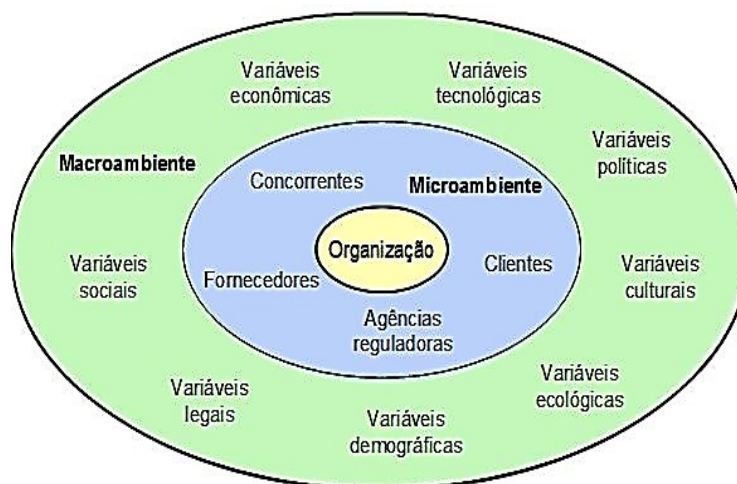 Variáveis
econômicas
Variáveis
tecnológicas
Variáveis
políticas
Macroambiente
Concorrentes
Microambiente
Organização
Variáveis
sociais
Fornecedores
Clientes
Variáveis
culturais
Agências
reguladoras
Variáveis
legais
Variáveis
demográficas
Variáveis
ecológicas